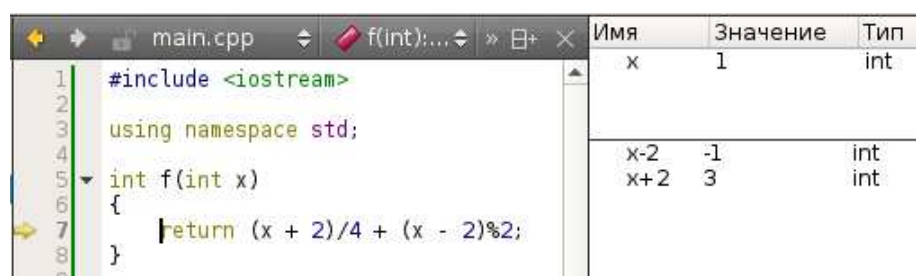 main.cpp f(int):... » Имя Значение Тип
1 #include <iostream> x 1 int
2
3 using namespace std;
4 x-2 -1 int
5 int f(int x) x+2 3 int
6 {
7 return (x + 2)/4 + (x - 2)%2;
8 }